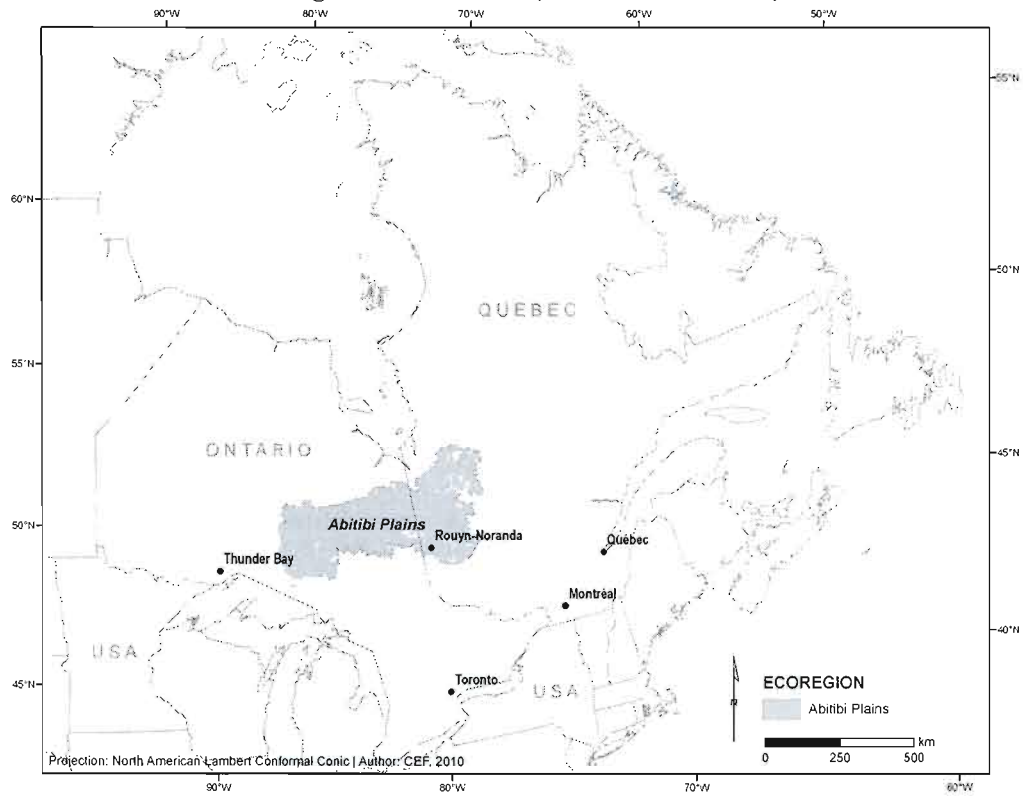 90°W 80°W 70°W 60°W 50°W
55°N
60°N
50°N
QUEBEC
55°N
ONTARIO
45°N
50°N
Abitibi Plains
Rouyn-Noranda
Québec
Thunder Bay
Montréal
40°N
USA
45°N
Toronto
USA
N
ECOREGION
Abitibi Plains
km
0 250 500
Projection: North American Lambert Conformal Conic | Author: CEF, 2010
90°W 80°W 70°W 60°W